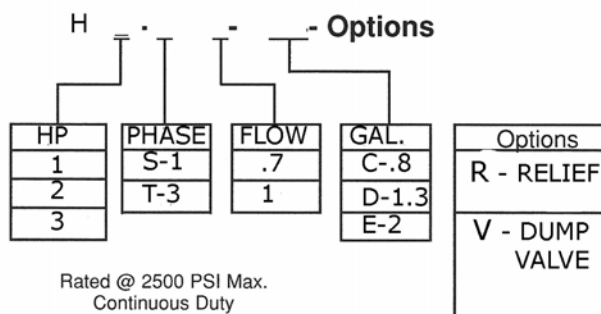 H _ - _ _ - __ - Options
HP
1
2
3
PHASE
S-1
T-3
FLOW
.7
1
GAL.
C-.8
D-1.3
E-2
Options
R - RELIEF
V - DUMP
VALVE
Rated @ 2500 PSI Max.
Continuous Duty